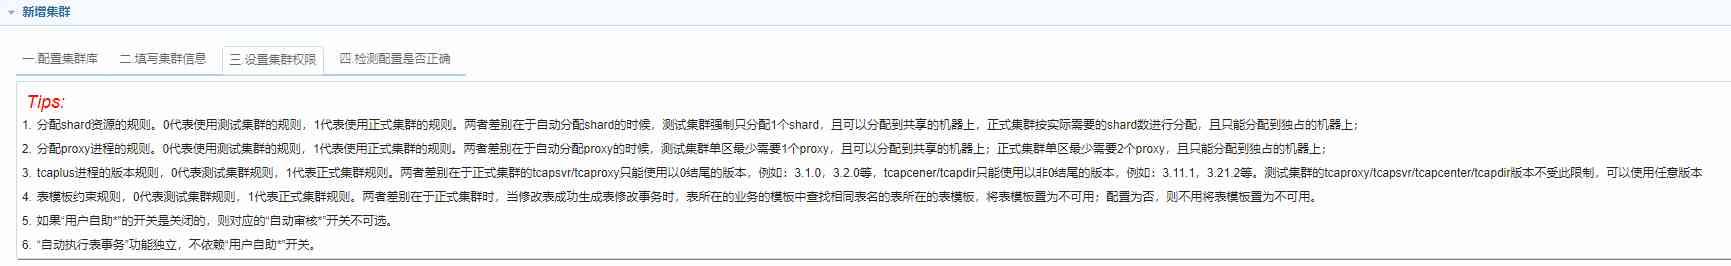 新增集群
一.配置集群库 二.填写集群信息 三.设置集群权限 四.检测配置是否正确
Tips:
1. 分配shard资源的规则。0代表使用测试集群的规则，1代表使用正式集群的规则。两者差别在于自动分配shard的时候，测试集群强制只分配1个shard，且可以分配到共享的机器上，正式集群按实际需要的shard数进行分配，且只能分配到独占的机器上；
2. 分配proxy进程的规则。0代表使用测试集群的规则，1代表使用正式集群的规则。两者差别在于自动分配proxy的时候，测试集群单区最少需要1个proxy，且可以分配到共享的机器上；正式集群单区最少需要2个proxy，且只能分配到独占的机器上；
3. tcaplus进程的版本规则，0代表测试集群规则，1代表正式集群规则。两者差别在于正式集群的tcapsvr/tcaproxy只能使用以0结尾的版本，例如：3.1.0，3.2.0等，tcapcener/tcapdir只能使用以非0结尾的版本，例如：3.11.1，3.21.2等。测试集群的tcaproxy/tcapsvr/tcapcenter/tcapdir版本不受此限制，可以使用任意版本
4. 表模板约束规则，0代表测试集群规则，1代表正式集群规则。两者差别在于正式集群时，当修改表成功生成表修改事务时，表所在的业务的模板中查找相同表名的表所在的表模板，将表模板置为不可用；配置为否，则不用将表模板置为不可用。
5. 如果“用户自助*”的开关是关闭的，则对应的“自动审核*”开关不可选。
6. “自动执行表事务”功能独立，不依赖“用户自助*”开关。